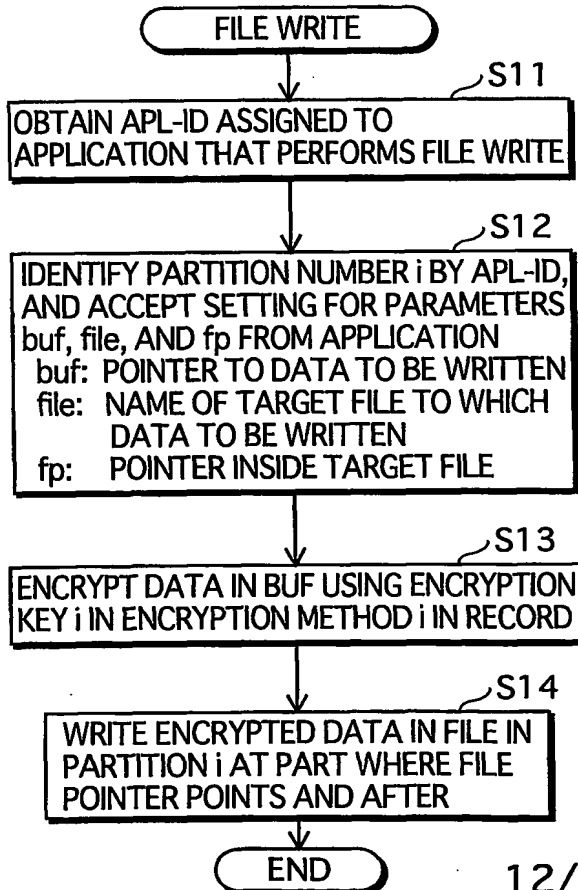 FILE WRITE
S11
OBTAIN APL-ID ASSIGNED TO
APPLICATION THAT PERFORMS FILE WRITE
S12
IDENTIFY PARTITION NUMBER i BY APL-ID,
AND ACCEPT SETTING FOR PARAMETERS
buf, file, AND fp FROM APPLICATION
buf: POINTER TO DATA TO BE WRITTEN
file: NAME OF TARGET FILE TO WHICH
DATA TO BE WRITTEN
fp: POINTER INSIDE TARGET FILE
S13
ENCRYPT DATA IN BUF USING ENCRYPTION
KEY i IN ENCRYPTION METHOD i IN RECORD
S14
WRITE ENCRYPTED DATA IN FILE IN
PARTITION i AT PART WHERE FILE
POINTER POINTS AND AFTER
END
12/